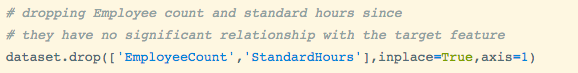 # dropping Employee count and standard hours since
# they have no significant relationship with the target feature
dataset.drop(['EmployeeCount','StandardHours'],inplace=True,axis=1)